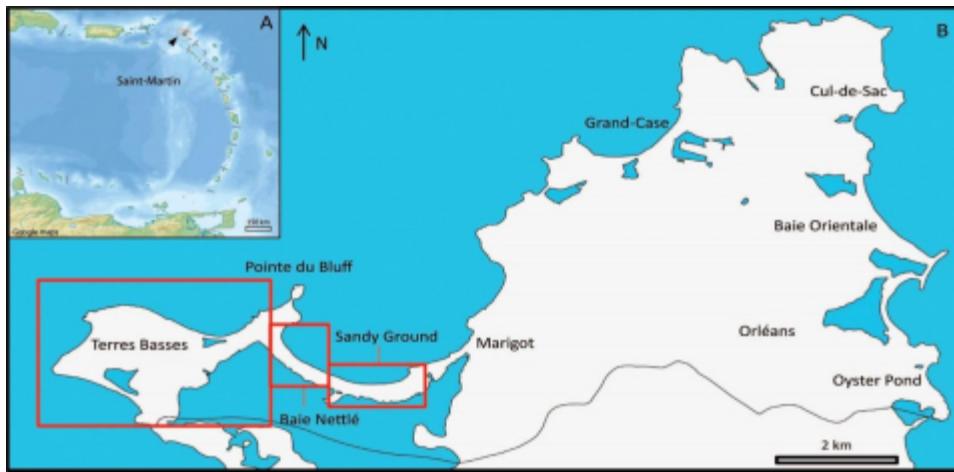 A
N
B
Saint-Martin
Cul-de-Sac
Grand-Case
Google maps
Baie Orientale
Pointe du Bluff
Sandy Ground
Terres Basses
Marigot
Orléans
Oyster Pond
Baie Nettlé
2 km